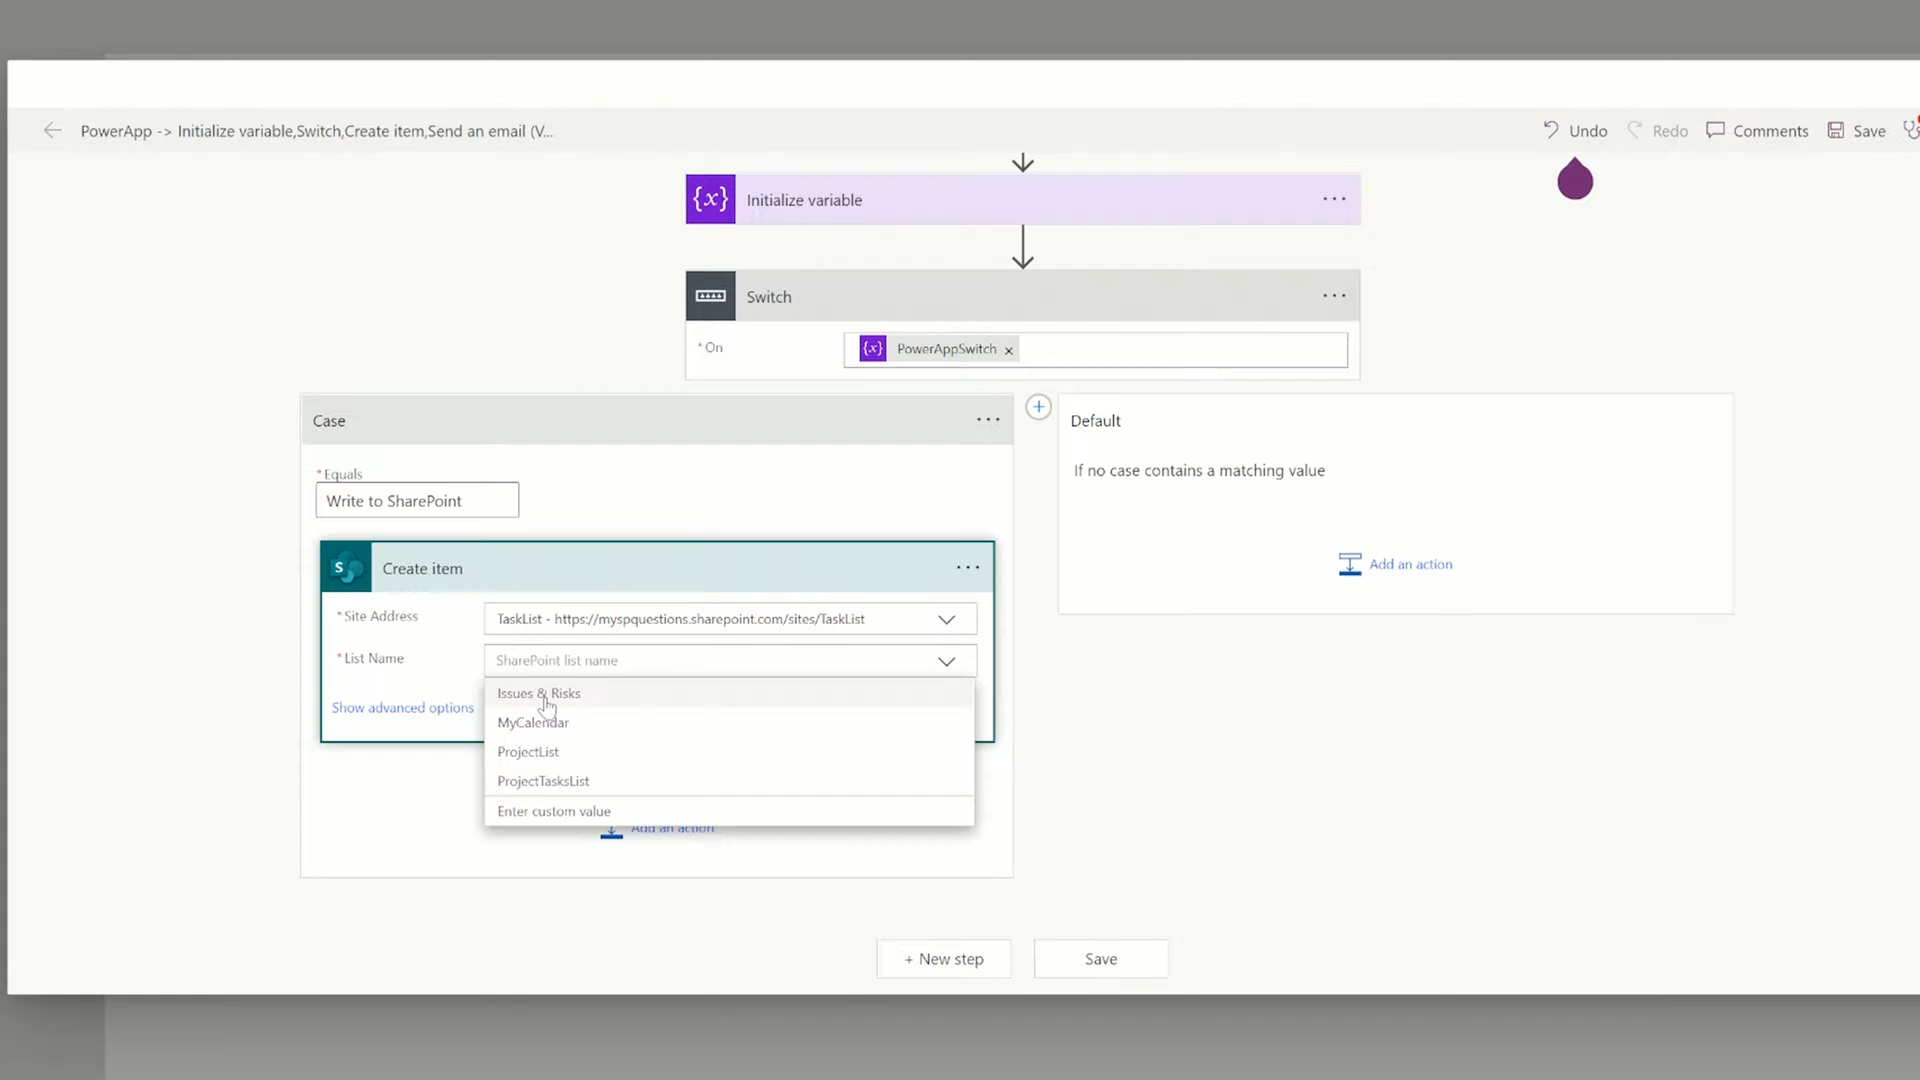 PowerApp -> Initialize variable,Switch,Create item,Send an email (V...
Undo
Redo
Comments
Save
{x} Initialize variable
Switch
*On
{x} PowerAppSwitch ×
Case
Default
If no case contains a matching value
*Equals
Write to SharePoint
Add an action
S Create item
*Site Address
TaskList - https://myspquestions.sharepoint.com/sites/TaskList
*List Name
SharePoint list name
Issues & Risks
Show advanced options
MyCalendar
ProjectList
ProjectTasksList
Enter custom value
Add an action
+ New step
Save